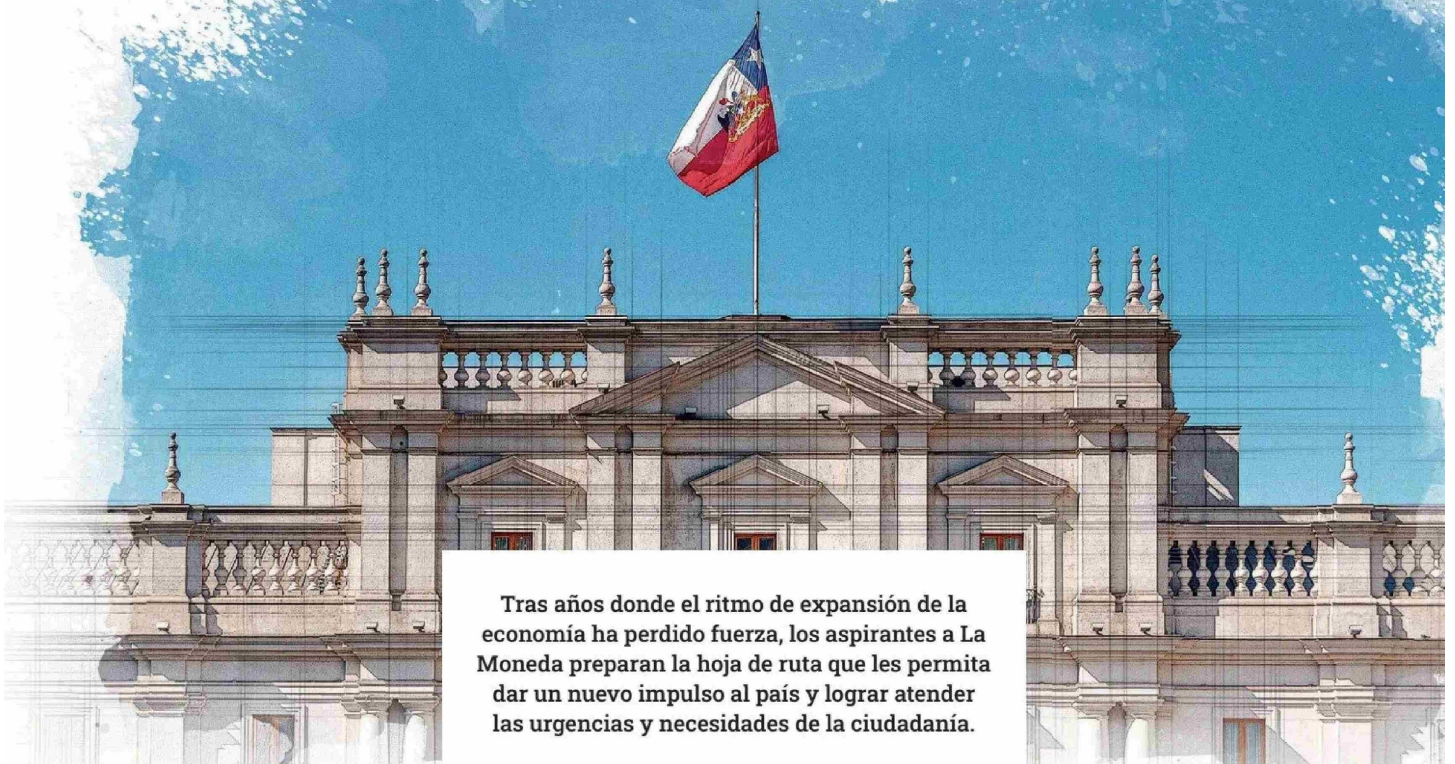 Tras años donde el ritmo de expansión de la
economía ha perdido fuerza, los aspirantes a La
Moneda preparan la hoja de ruta que les permita
dar un nuevo impulso al país y lograr atender
las urgencias y necesidades de la ciudadanía.